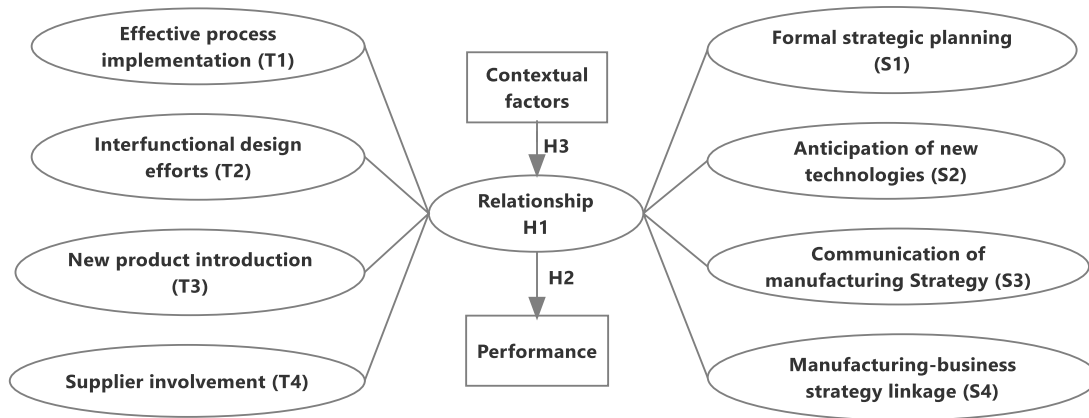 Effective process
implementation (T1)
Interfunctional design
efforts (T2)
New product introduction
(T3)
Supplier involvement (T4)
Contextual
factors
H3
Relationship
H1
H2
Performance
Formal strategic planning
(S1)
Anticipation of new
technologies (S2)
Communication of
manufacturing Strategy (S3)
Manufacturing-business
strategy linkage (S4)